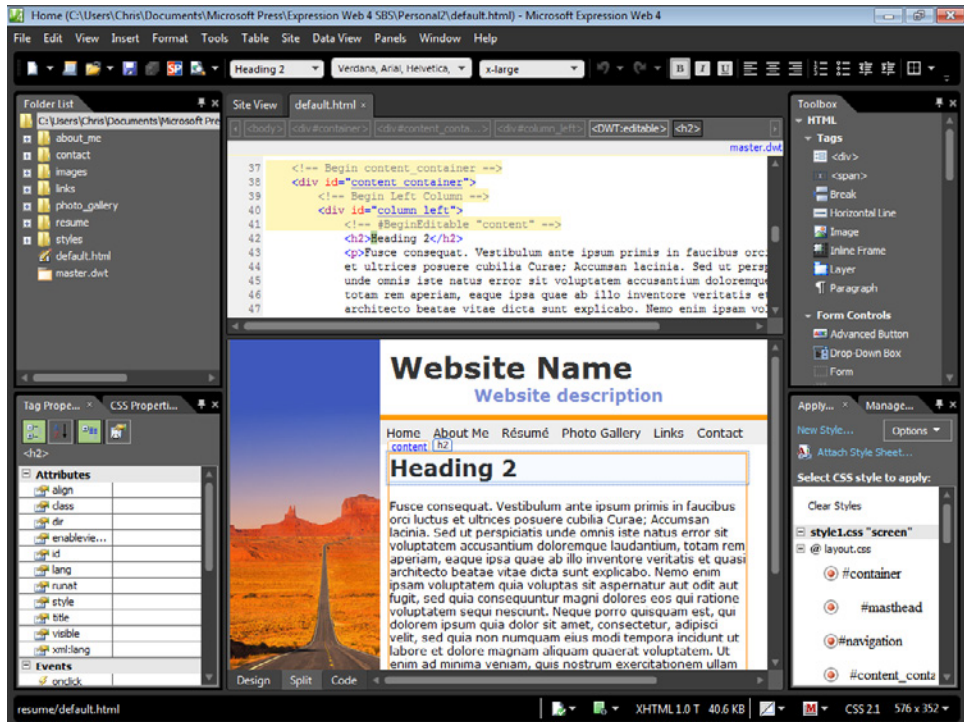 Home (C:\Users\Chris\Documents\Microsoft Press\Expression Web 4 SBS\Personal2\default.html) - Microsoft Expression Web 4
File Edit View Insert Format Tools Table Site Data View Panels Window Help
Heading 2 Verdana, Arial, Helvetica, x-large B I U
Folder List
C:\Users\Chris\Documents\Microsoft Pre
about_me
contact
images
links
photo_gallery
resume
styles
default.html
master.dwt
Site View default.html
<body> <div#container> <div#content_conta...> <div#column_left> <DWT:editable> <h2>
master.dwt
37 <!-- Begin content_container -->
38 <div id="content_container">
39 <!-- Begin Left Column -->
40 <div id="column_left">
41 <!-- #BeginEditable "content" -->
42 <h2>Heading 2</h2>
43 <p>Fusce consequat. Vestibulum ante ipsum primis in faucibus orci
44 et ultrices posuere cubilia Curae; Accumsan lacinia. Sed ut persp
45 unde omnis iste natus error sit voluptatem accusantium doloremque
46 totam rem aperiam, eaque ipsa quae ab illo inventore veritatis et
47 architecto beatae vitae dicta sunt explicabo. Nemo enim ipsam vol
Toolbox
HTML
Tags
<div>
<span>
Break
Horizontal Line
Image
Inline Frame
Layer
Paragraph
Form Controls
Advanced Button
Drop-Down Box
Form
Tag Prope... CSS Properti...
<h2>
Attributes
align
class
dir
enablevie...
id
lang
runat
style
title
visible
xml:lang
Events
onclick
Website Name
Website description
Home About Me Résumé Photo Gallery Links Contact
content h2
Heading 2
Fusce consequat. Vestibulum ante ipsum primis in faucibus
orci luctus et ultrices posuere cubilia Curae; Accumsan
lacinia. Sed ut perspiciatis unde omnis iste natus error sit
voluptatem accusantium doloremque laudantium, totam rem
aperiam, eaque ipsa quae ab illo inventore veritatis et quasi
architecto beatae vitae dicta sunt explicabo. Nemo enim
ipsam voluptatem quia voluptas sit aspernatur aut odit aut
fugit, sed quia consequuntur magni dolores eos qui ratione
voluptatem sequi nesciunt. Neque porro quisquam est, qui
dolorem ipsum quia dolor sit amet, consectetur, adipisci
velit, sed quia non numquam eius modi tempora incidunt ut
labore et dolore magnam aliquam quaerat voluptatem. Ut
enim ad minima veniam, quis nostrum exercitationem ullam
Design Split Code
Apply... Manage...
New Style... Options
Attach Style Sheet...
Select CSS style to apply:
Clear Styles
style1.css "screen"
@ layout.css
#container
#masthead
#navigation
#content_conta
resume/default.html XHTML 1.0 T 40.6 KB CSS 2.1 576 x 352